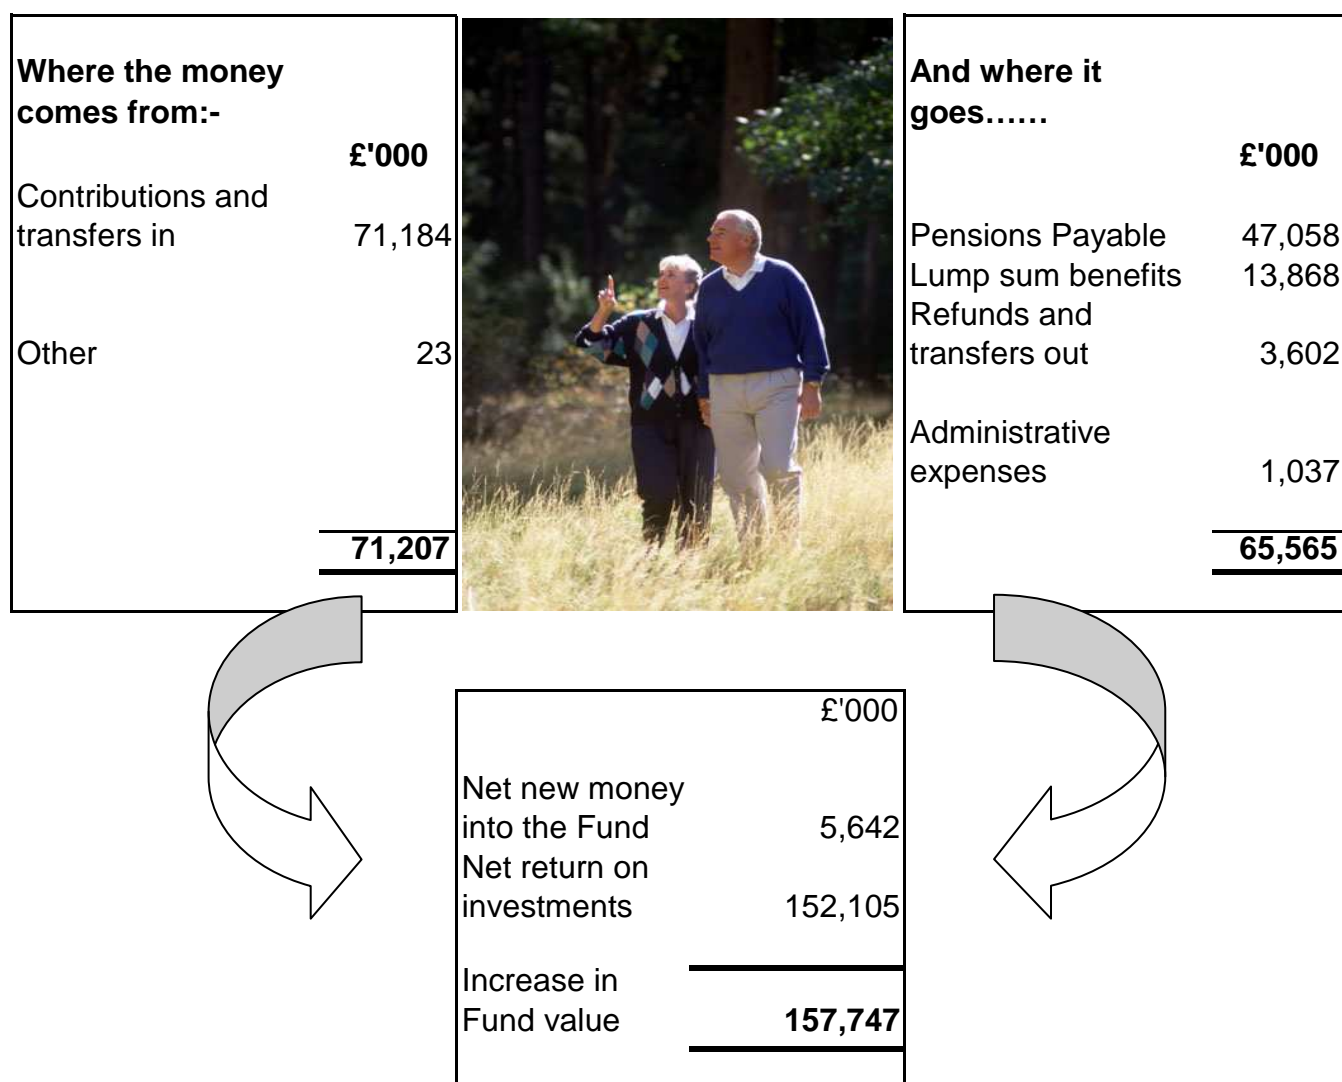 Where the money
comes from:-
£'000
Contributions and
transfers in 71,184
Other 23
71,207
And where it
goes......
£'000
Pensions Payable 47,058
Lump sum benefits 13,868
Refunds and
transfers out 3,602
Administrative
expenses 1,037
65,565
£'000
Net new money
into the Fund 5,642
Net return on
investments 152,105
Increase in
Fund value 157,747